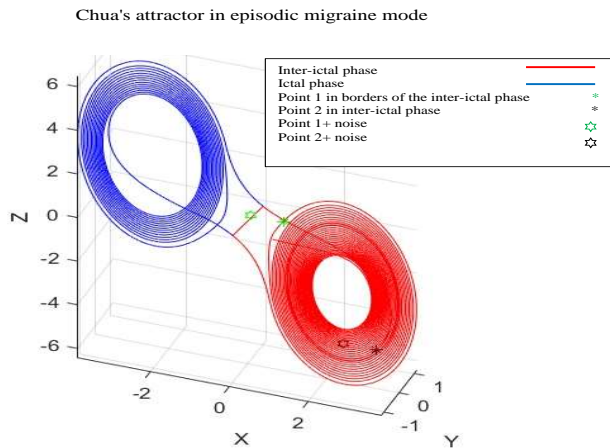 Chua's attractor in episodic migraine mode
Inter-ictal phase
Ictal phase
Point 1 in borders of the inter-ictal phase
Point 2 in inter-ictal phase
Point 1+ noise
Point 2+ noise
6
4
2
0
-2
-4
-6
Z
-2
0
2
X
-1
0
1
Y